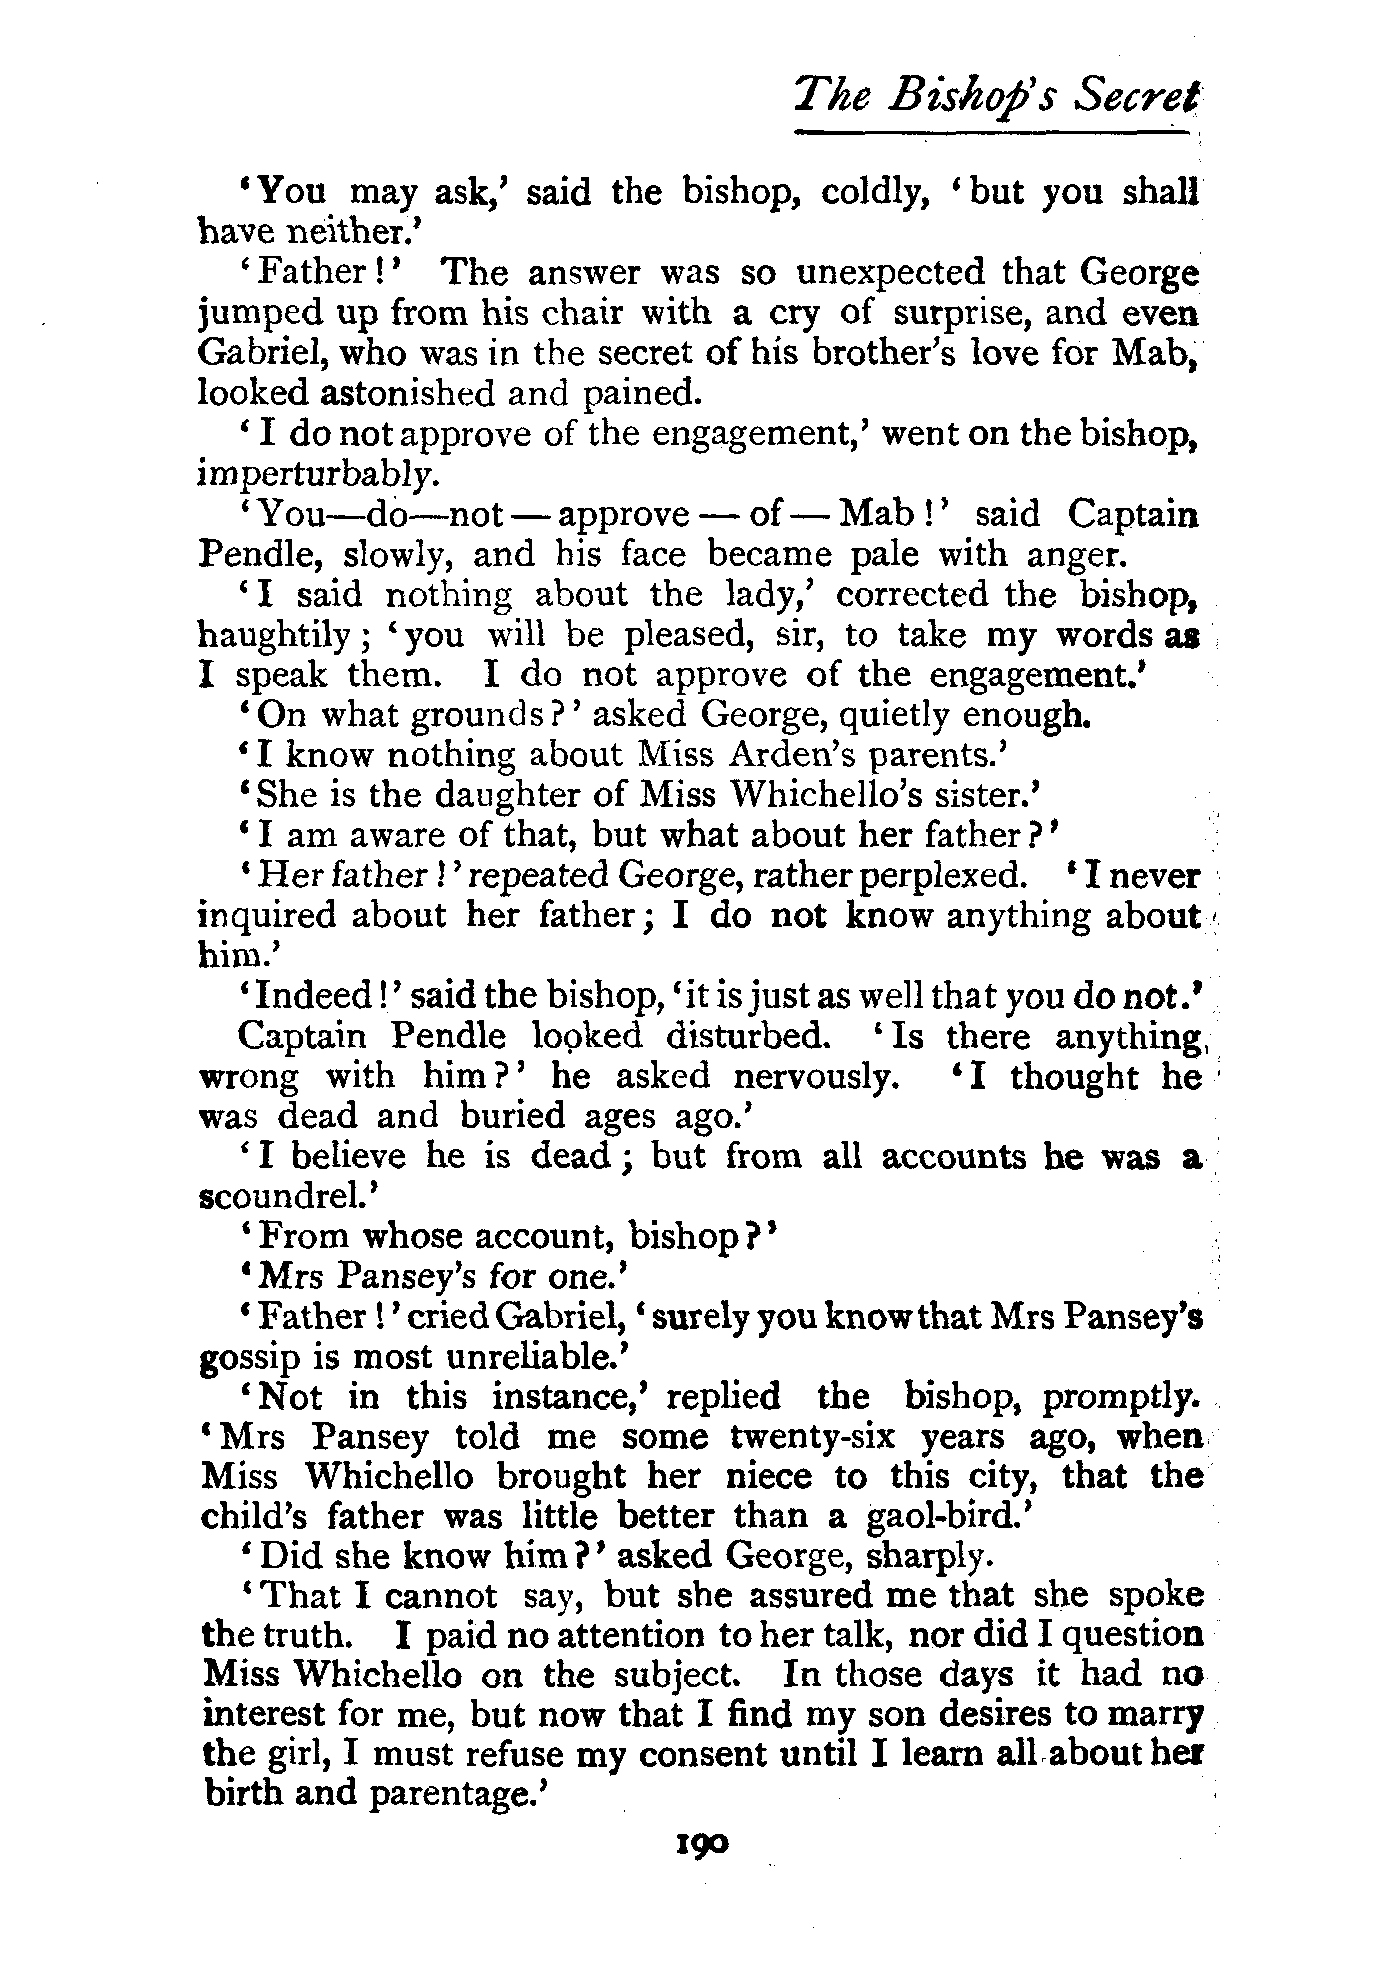 The Bishop's Secret
‘You may ask,’ said the bishop, coldly, ‘but you shall
have neither.’
‘Father!’ The answer was so unexpected that George
jumped up from his chair with a cry of surprise, and even
Gabriel, who was in the secret of his brother's love for Mab,
looked astonished and pained.
‘I do not approve of the engagement,’ went on the bishop,
imperturbably.
‘You—do—not—approve—of—Mab!’ said Captain
Pendle, slowly, and his face became pale with anger.
‘I said nothing about the lady,’ corrected the bishop,
haughtily; ‘you will be pleased, sir, to take my words as
I speak them. I do not approve of the engagement.’
‘On what grounds?’ asked George, quietly enough.
‘I know nothing about Miss Arden's parents.’
‘She is the daughter of Miss Whichello's sister.’
‘I am aware of that, but what about her father?’
‘Her father!’ repeated George, rather perplexed. ‘I never
inquired about her father; I do not know anything about
him.’
‘Indeed!’ said the bishop, ‘it is just as well that you do not.’
Captain Pendle looked disturbed. ‘Is there anything
wrong with him?’ he asked nervously. ‘I thought he
was dead and buried ages ago.’
‘I believe he is dead; but from all accounts he was a
scoundrel.’
‘From whose account, bishop?’
‘Mrs Pansey's for one.’
‘Father!’ cried Gabriel, ‘surely you know that Mrs Pansey's
gossip is most unreliable.’
‘Not in this instance,’ replied the bishop, promptly.
‘Mrs Pansey told me some twenty-six years ago, when
Miss Whichello brought her niece to this city, that the
child's father was little better than a gaol-bird.’
‘Did she know him?’ asked George, sharply.
‘That I cannot say, but she assured me that she spoke
the truth. I paid no attention to her talk, nor did I question
Miss Whichello on the subject. In those days it had no
interest for me, but now that I find my son desires to marry
the girl, I must refuse my consent until I learn all about her
birth and parentage.’
190